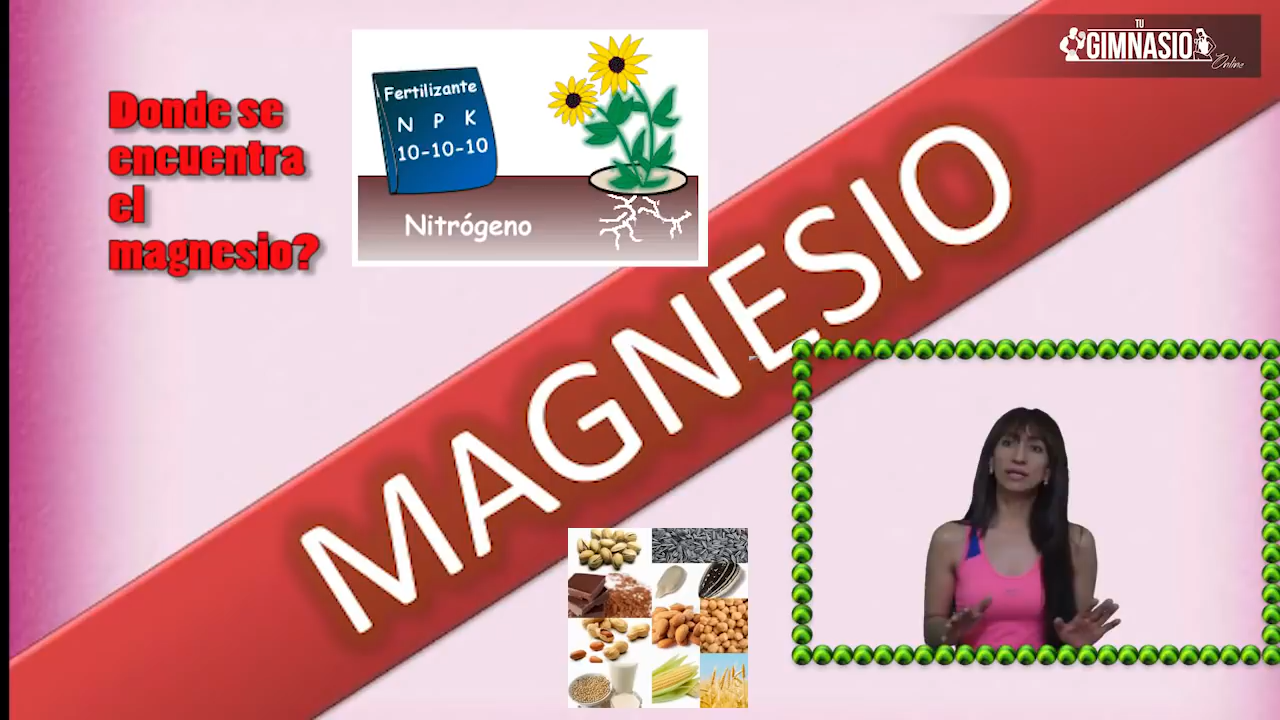 TU
GIMNASIO
Online
Donde se
encuentra
el
magnesio?
Fertilizante
N P K
10-10-10
Nitrógeno
MAGNESIO